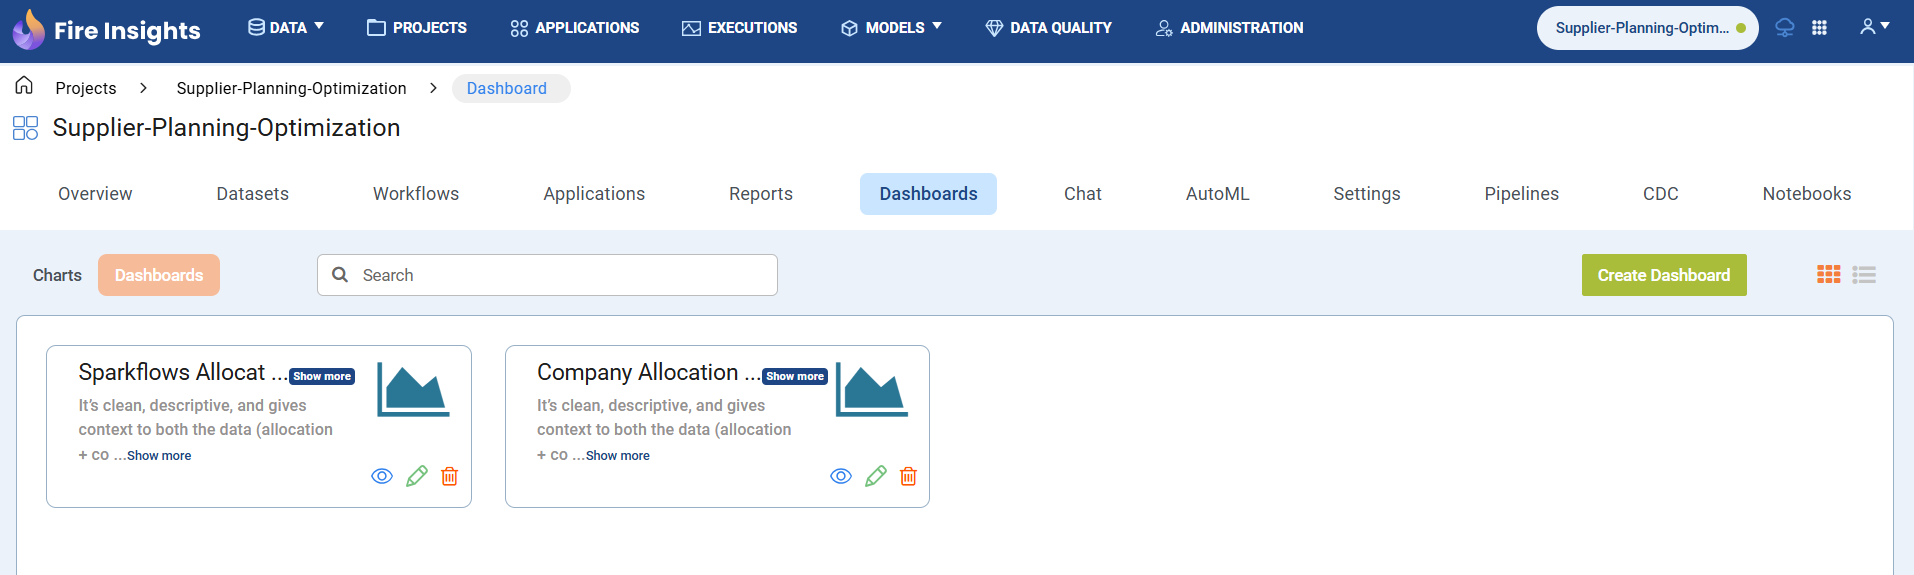 Fire Insights DATA PROJECTS APPLICATIONS EXECUTIONS MODELS DATA QUALITY ADMINISTRATION Supplier-Planning-Optim...
Projects > Supplier-Planning-Optimization > Dashboard
Supplier-Planning-Optimization
Overview Datasets Workflows Applications Reports Dashboards Chat AutoML Settings Pipelines CDC Notebooks
Charts Dashboards Search Create Dashboard
Sparkflows Allocat ... Show more
It's clean, descriptive, and gives
context to both the data (allocation
+ co ...Show more
Company Allocation ... Show more
It's clean, descriptive, and gives
context to both the data (allocation
+ co ...Show more